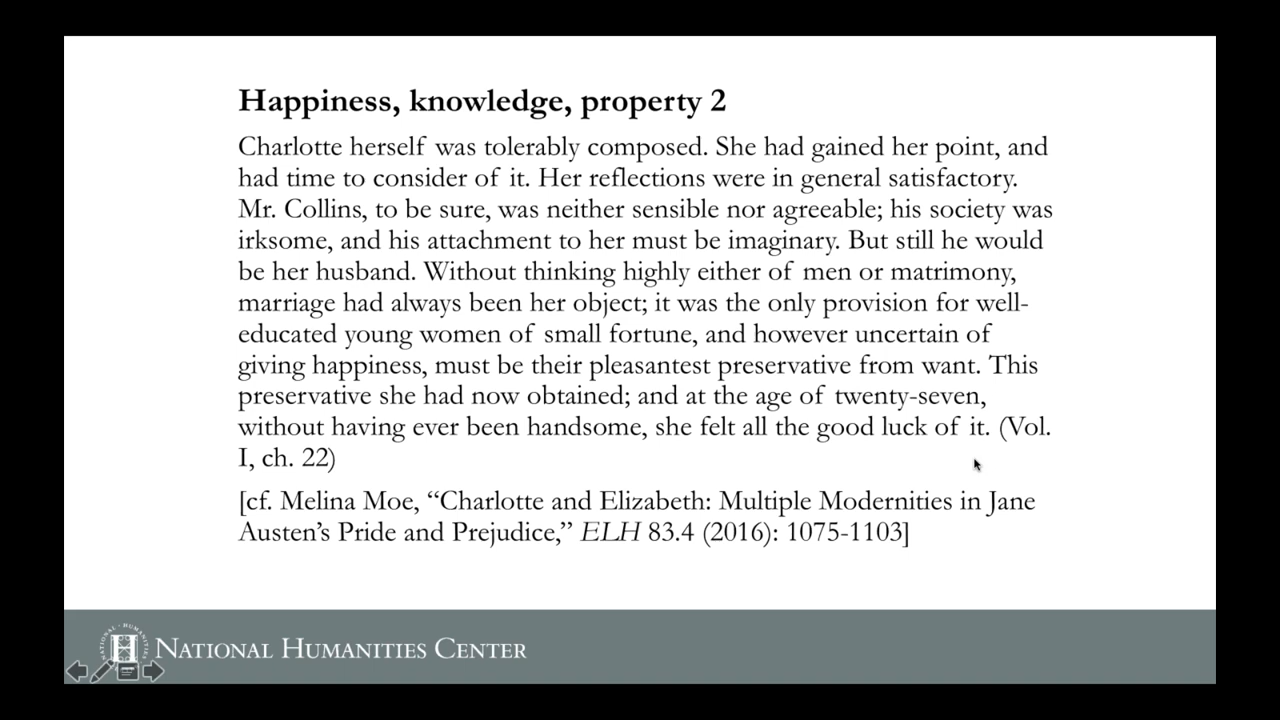 Happiness, knowledge, property 2
Charlotte herself was tolerably composed. She had gained her point, and
had time to consider of it. Her reflections were in general satisfactory.
Mr. Collins, to be sure, was neither sensible nor agreeable; his society was
irksome, and his attachment to her must be imaginary. But still he would
be her husband. Without thinking highly either of men or matrimony,
marriage had always been her object; it was the only provision for well-
educated young women of small fortune, and however uncertain of
giving happiness, must be their pleasantest preservative from want. This
preservative she had now obtained; and at the age of twenty-seven,
without having ever been handsome, she felt all the good luck of it. (Vol.
I, ch. 22)
[cf. Melina Moe, “Charlotte and Elizabeth: Multiple Modernities in Jane
Austen’s Pride and Prejudice,” ELH 83.4 (2016): 1075-1103]
NATIONAL HUMANITIES CENTER